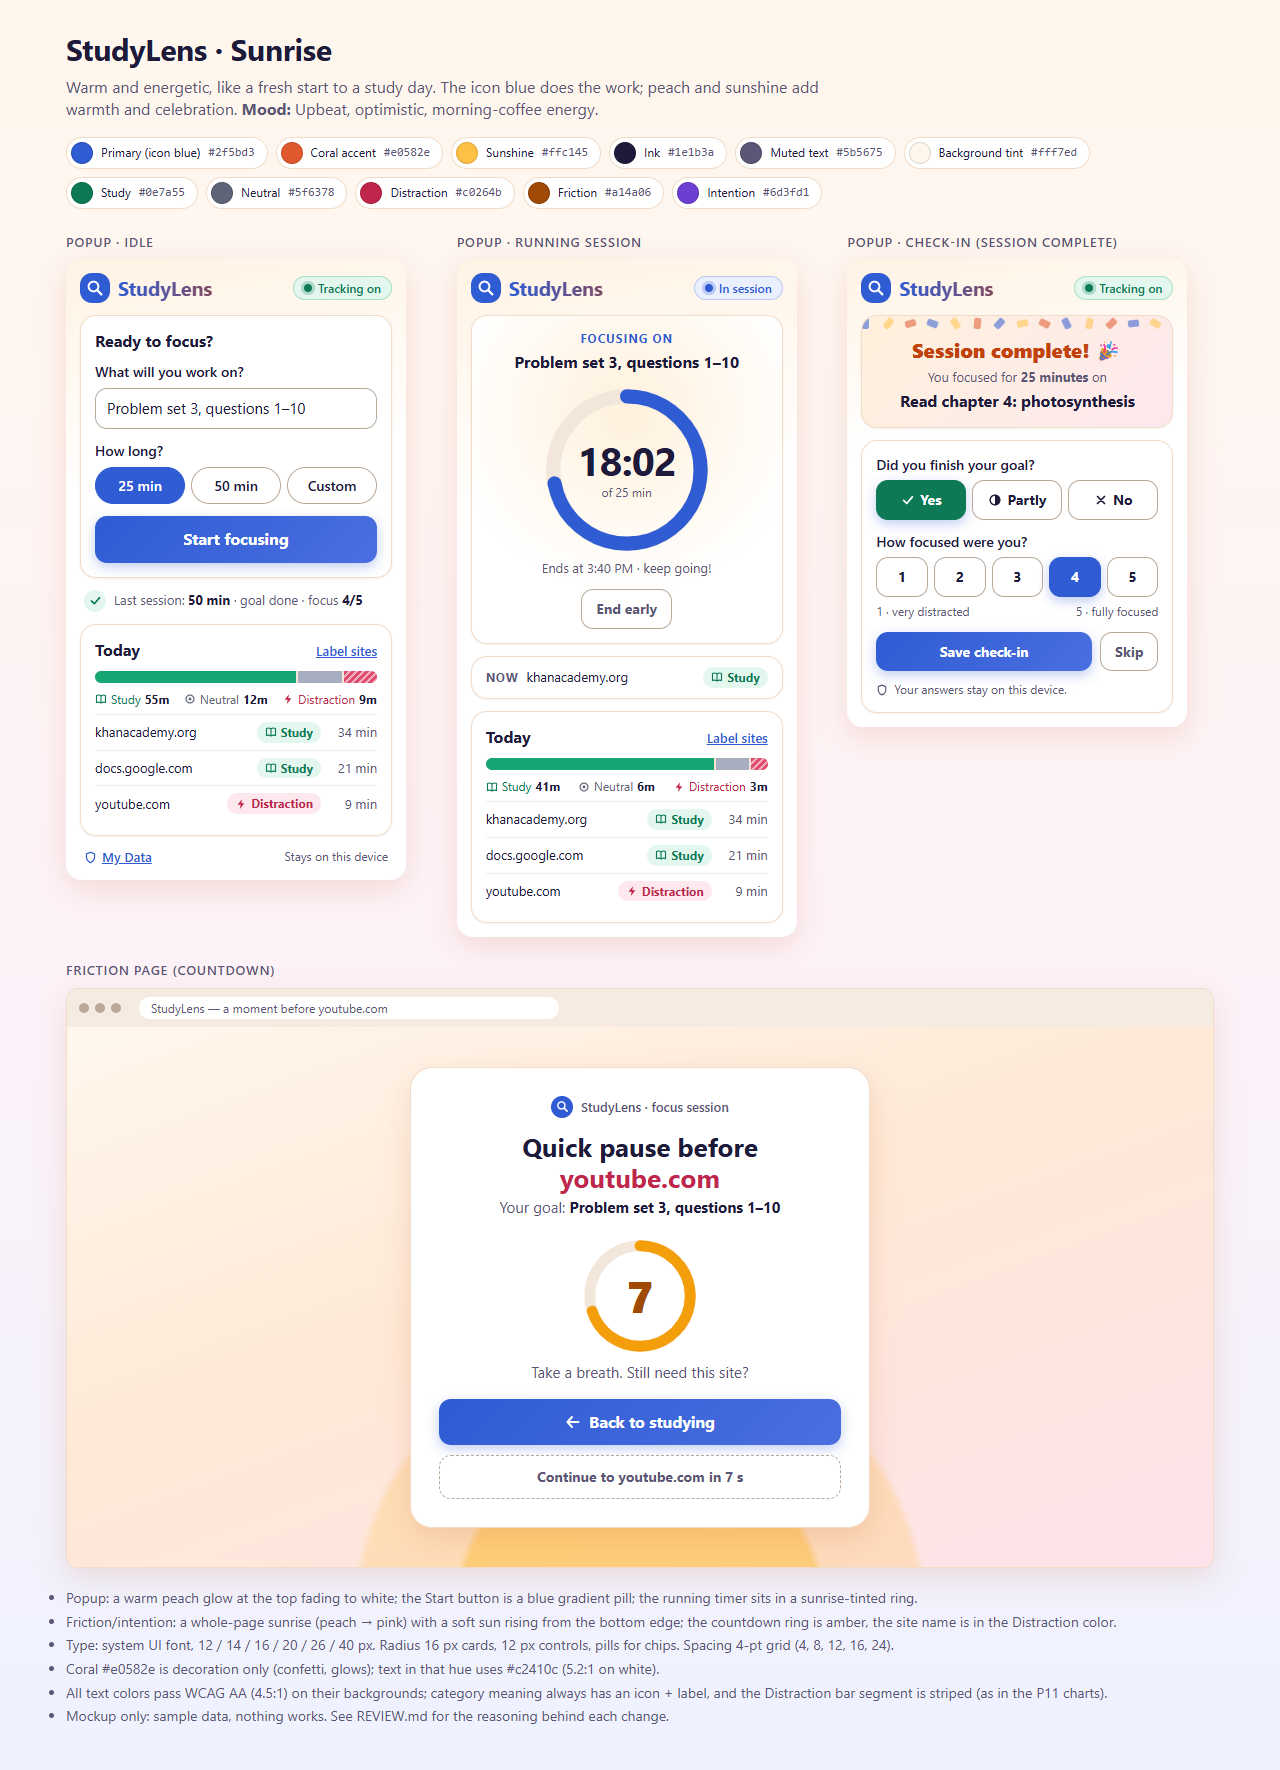 StudyLens · Sunrise
Warm and energetic, like a fresh start to a study day. The icon blue does the work; peach and sunshine add
warmth and celebration. Mood: Upbeat, optimistic, morning-coffee energy.
Primary (icon blue) #2f5bd3
Coral accent #e0582e
Sunshine #ffc145
Ink #1e1b3a
Muted text #5b5675
Background tint #fff7ed
Study #0e7a55
Neutral #5f6378
Distraction #c0264b
Friction #a14a06
Intention #6d3fd1
POPUP · IDLE
StudyLens
Tracking on
Ready to focus?
What will you work on?
Problem set 3, questions 1–10
How long?
25 min
50 min
Custom
Start focusing
Last session: 50 min · goal done · focus 4/5
Today
Label sites
Study 55m
Neutral 12m
Distraction 9m
khanacademy.org Study 34 min
docs.google.com Study 21 min
youtube.com Distraction 9 min
My Data
Stays on this device
POPUP · RUNNING SESSION
StudyLens
In session
FOCUSING ON
Problem set 3, questions 1–10
18:02
of 25 min
Ends at 3:40 PM · keep going!
End early
NOW khanacademy.org Study
Today
Label sites
Study 41m
Neutral 6m
Distraction 3m
khanacademy.org Study 34 min
docs.google.com Study 21 min
youtube.com Distraction 9 min
POPUP · CHECK-IN (SESSION COMPLETE)
StudyLens
Tracking on
Session complete! 🎉
You focused for 25 minutes on
Read chapter 4: photosynthesis
Did you finish your goal?
Yes
Partly
No
How focused were you?
1
2
3
4
5
1 · very distracted
5 · fully focused
Save check-in
Skip
Your answers stay on this device.
FRICTION PAGE (COUNTDOWN)
StudyLens — a moment before youtube.com
StudyLens · focus session
Quick pause before
youtube.com
Your goal: Problem set 3, questions 1–10
7
Take a breath. Still need this site?
← Back to studying
Continue to youtube.com in 7 s
• Popup: a warm peach glow at the top fading to white; the Start button is a blue gradient pill; the running timer sits in a sunrise-tinted ring.
• Friction/intention: a whole-page sunrise (peach → pink) with a soft sun rising from the bottom edge; the countdown ring is amber, the site name is in the Distraction color.
• Type: system UI font, 12 / 14 / 16 / 20 / 26 / 40 px. Radius 16 px cards, 12 px controls, pills for chips. Spacing 4-pt grid (4, 8, 12, 16, 24).
• Coral #e0582e is decoration only (confetti, glows); text in that hue uses #c2410c (5.2:1 on white).
• All text colors pass WCAG AA (4.5:1) on their backgrounds; category meaning always has an icon + label, and the Distraction bar segment is striped (as in the P11 charts).
• Mockup only: sample data, nothing works. See REVIEW.md for the reasoning behind each change.